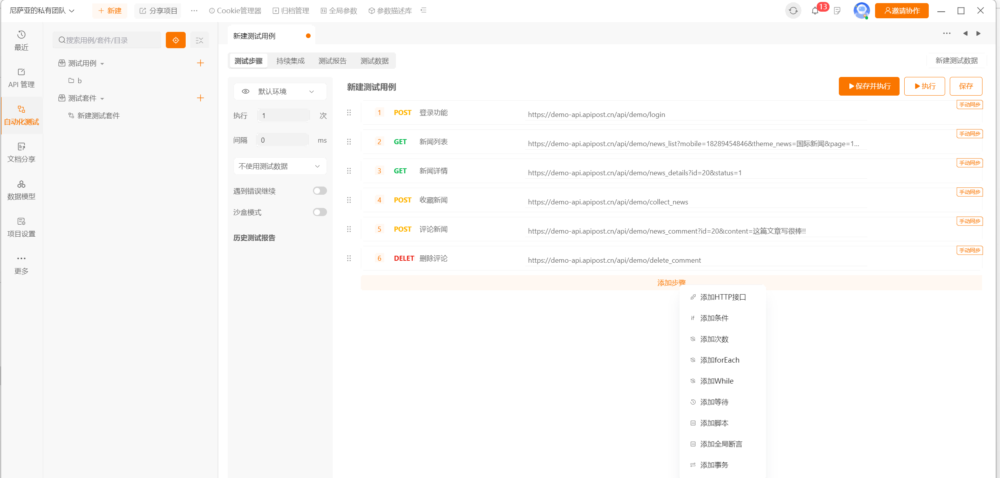 尼萨亚的私有团队
新建
分享项目
Cookie管理器
归档管理
全局参数
参数描述库
13
邀请协作
最近
API 管理
自动化测试
文档分享
数据模型
项目设置
更多
搜索用例/套件/目录
测试用例
b
测试套件
新建测试套件
新建测试用例
测试步骤
持续集成
测试报告
测试数据
新建测试数据
默认环境
执行 1 次
间隔 0 ms
不使用测试数据
遇到错误继续
沙盒模式
历史测试报告
新建测试用例
保存并执行
执行
保存
1 POST 登录功能 https://demo-api.apipost.cn/api/demo/login 手动同步
2 GET 新闻列表 https://demo-api.apipost.cn/api/demo/news_list?mobile=18289454846&theme_news=国际新闻&page=1... 手动同步
3 GET 新闻详情 https://demo-api.apipost.cn/api/demo/news_details?id=20&status=1 手动同步
4 POST 收藏新闻 https://demo-api.apipost.cn/api/demo/collect_news 手动同步
5 POST 评论新闻 https://demo-api.apipost.cn/api/demo/news_comment?id=20&content=这篇文章写很棒!! 手动同步
6 DELET 删除评论 https://demo-api.apipost.cn/api/demo/delete_comment 手动同步
添加步骤
添加HTTP接口
if 添加条件
添加次数
添加forEach
添加While
添加等待
添加脚本
添加全局断言
添加事务